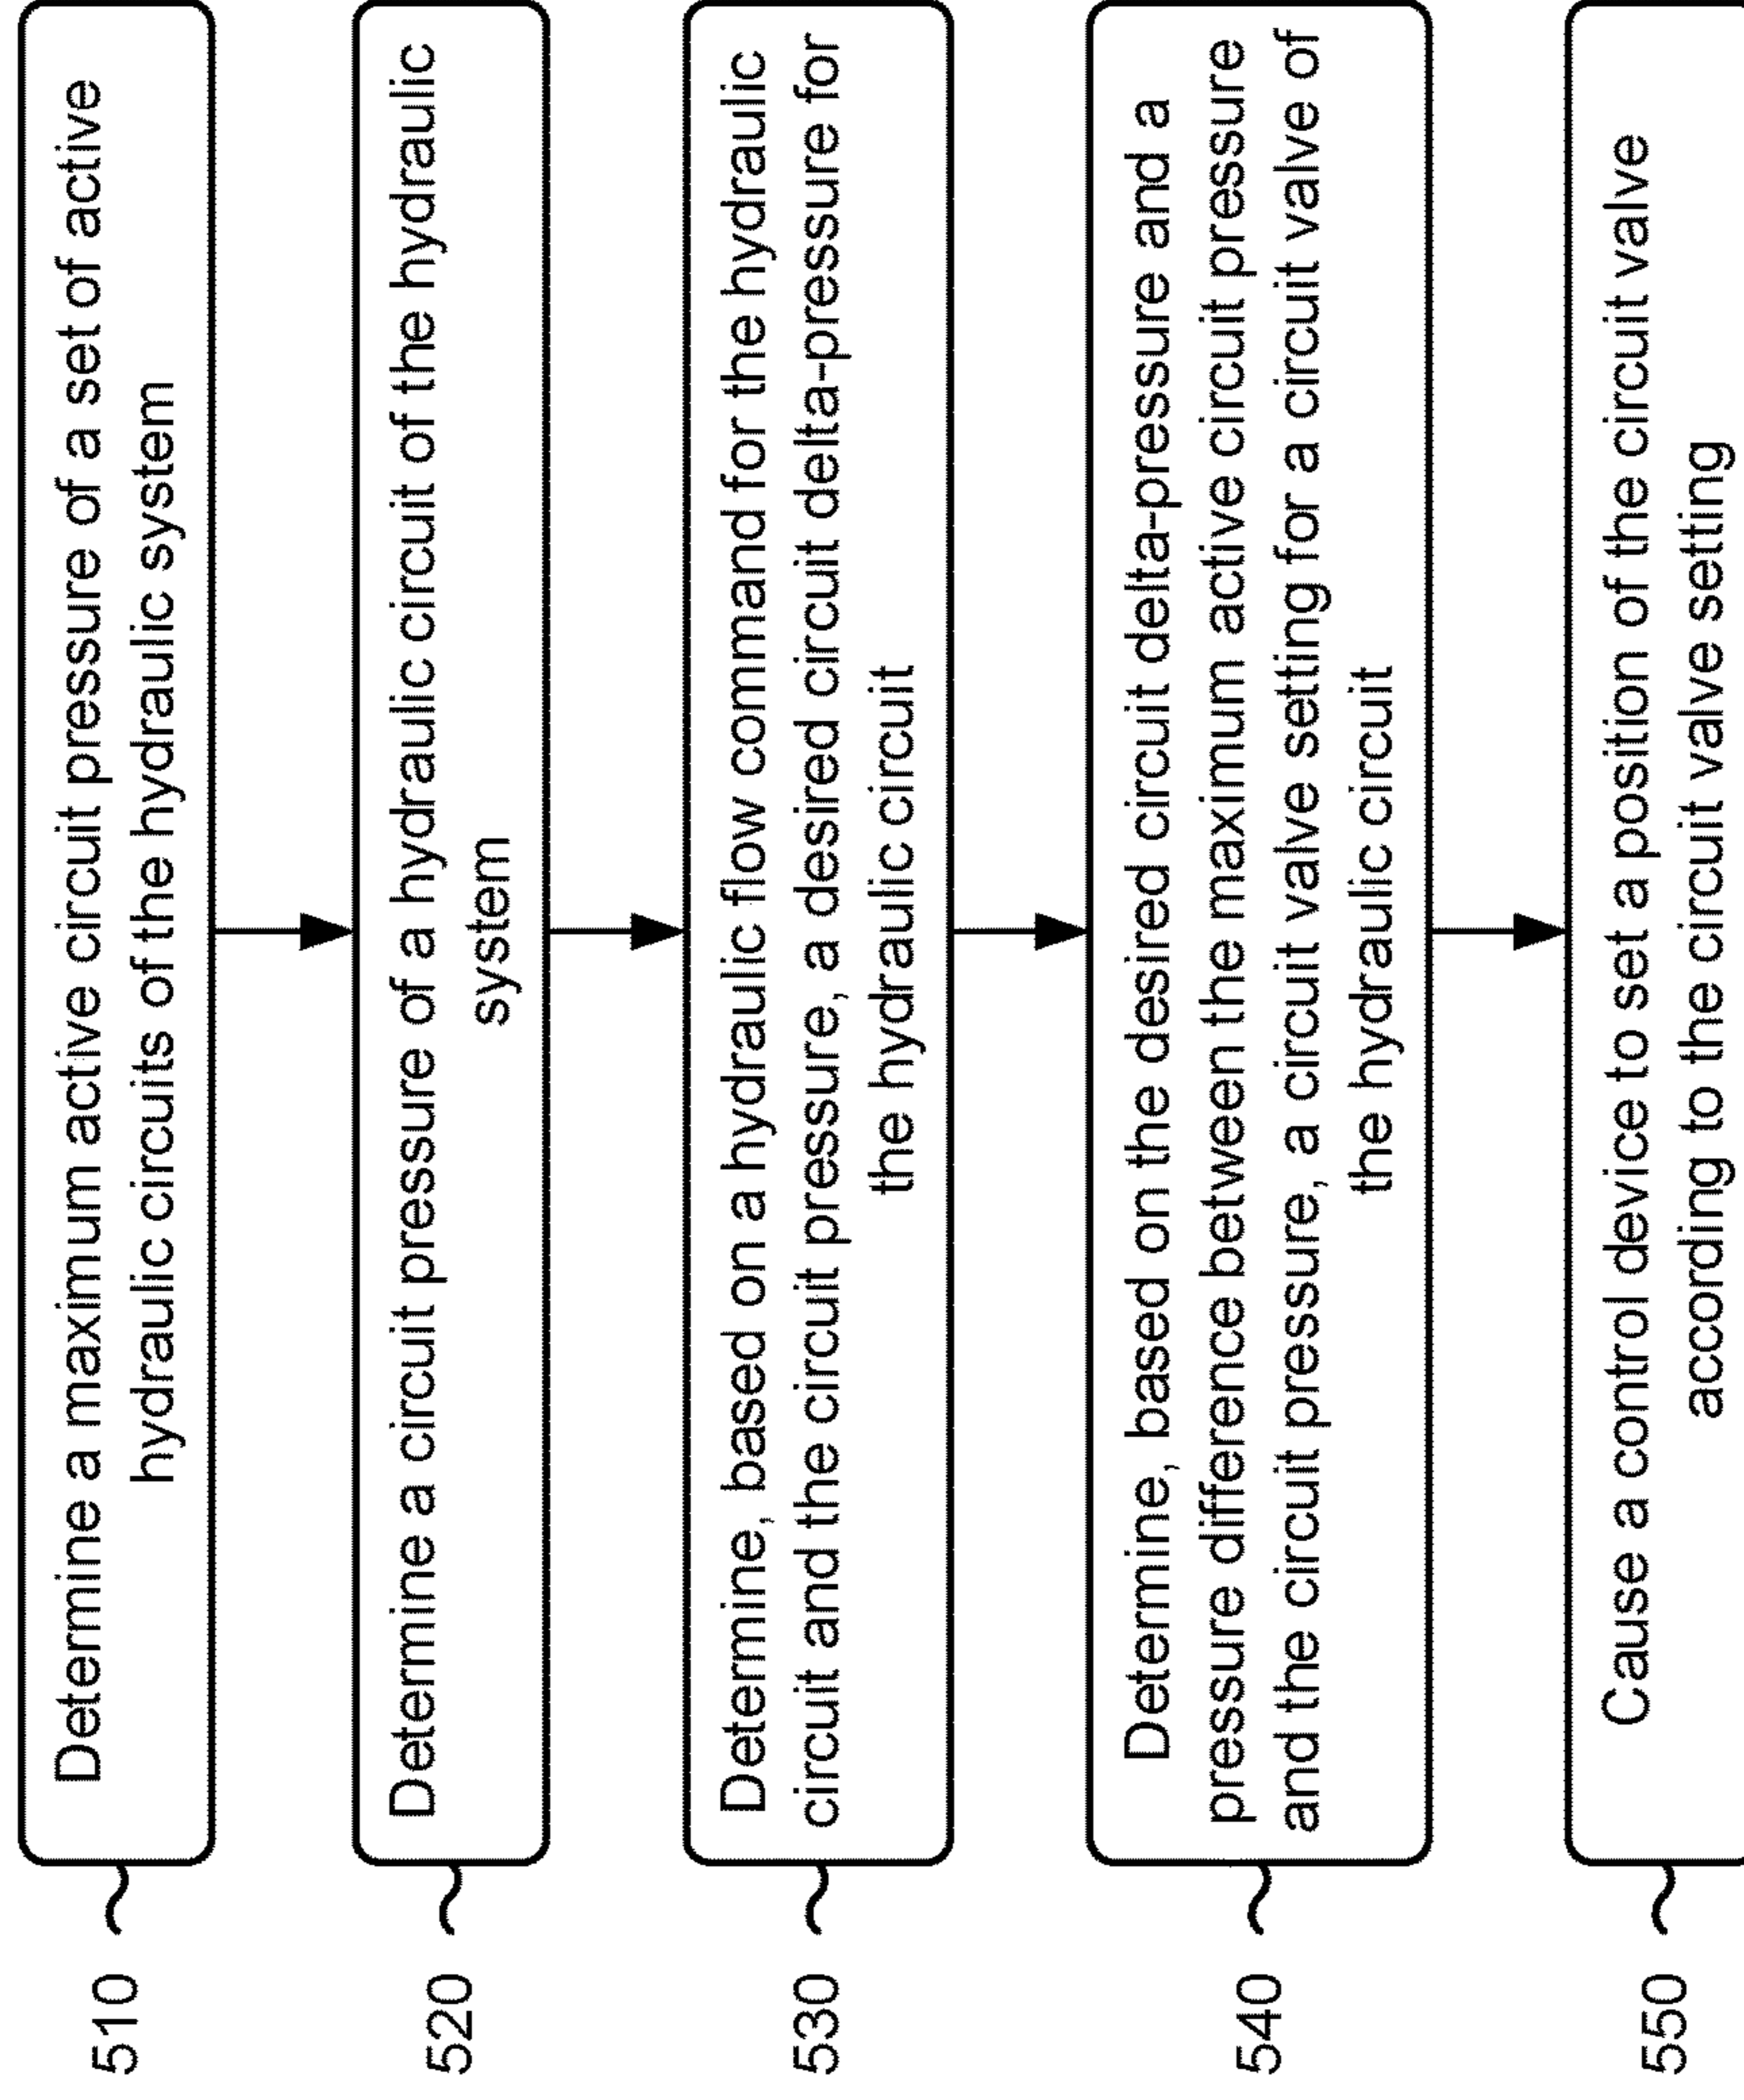 510
Determine a maximum active circuit pressure of a set of active
hydraulic circuits of the hydraulic system
520
Determine a circuit pressure of a hydraulic circuit of the hydraulic
system
530
Determine, based on a hydraulic flow command for the hydraulic
circuit and the circuit pressure, a desired circuit delta-pressure for
the hydraulic circuit
540
Determine, based on the desired circuit delta-pressure and a
pressure difference between the maximum active circuit pressure
and the circuit pressure, a circuit valve setting for a circuit valve of
the hydraulic circuit
550
Cause a control device to set a position of the circuit valve
according to the circuit valve setting